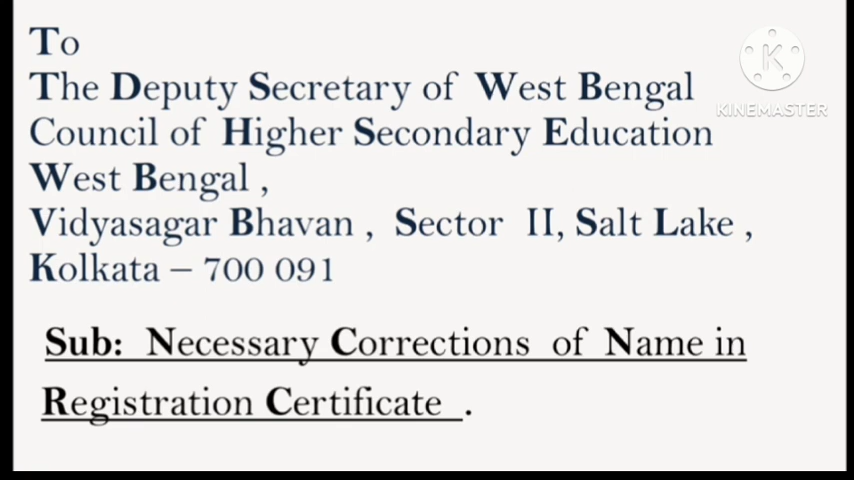 To
The Deputy Secretary of West Bengal
Council of Higher Secondary Education
West Bengal ,
Vidyasagar Bhavan , Sector II, Salt Lake ,
Kolkata – 700 091
Sub: Necessary Corrections of Name in
Registration Certificate .
K
KINEMASTER